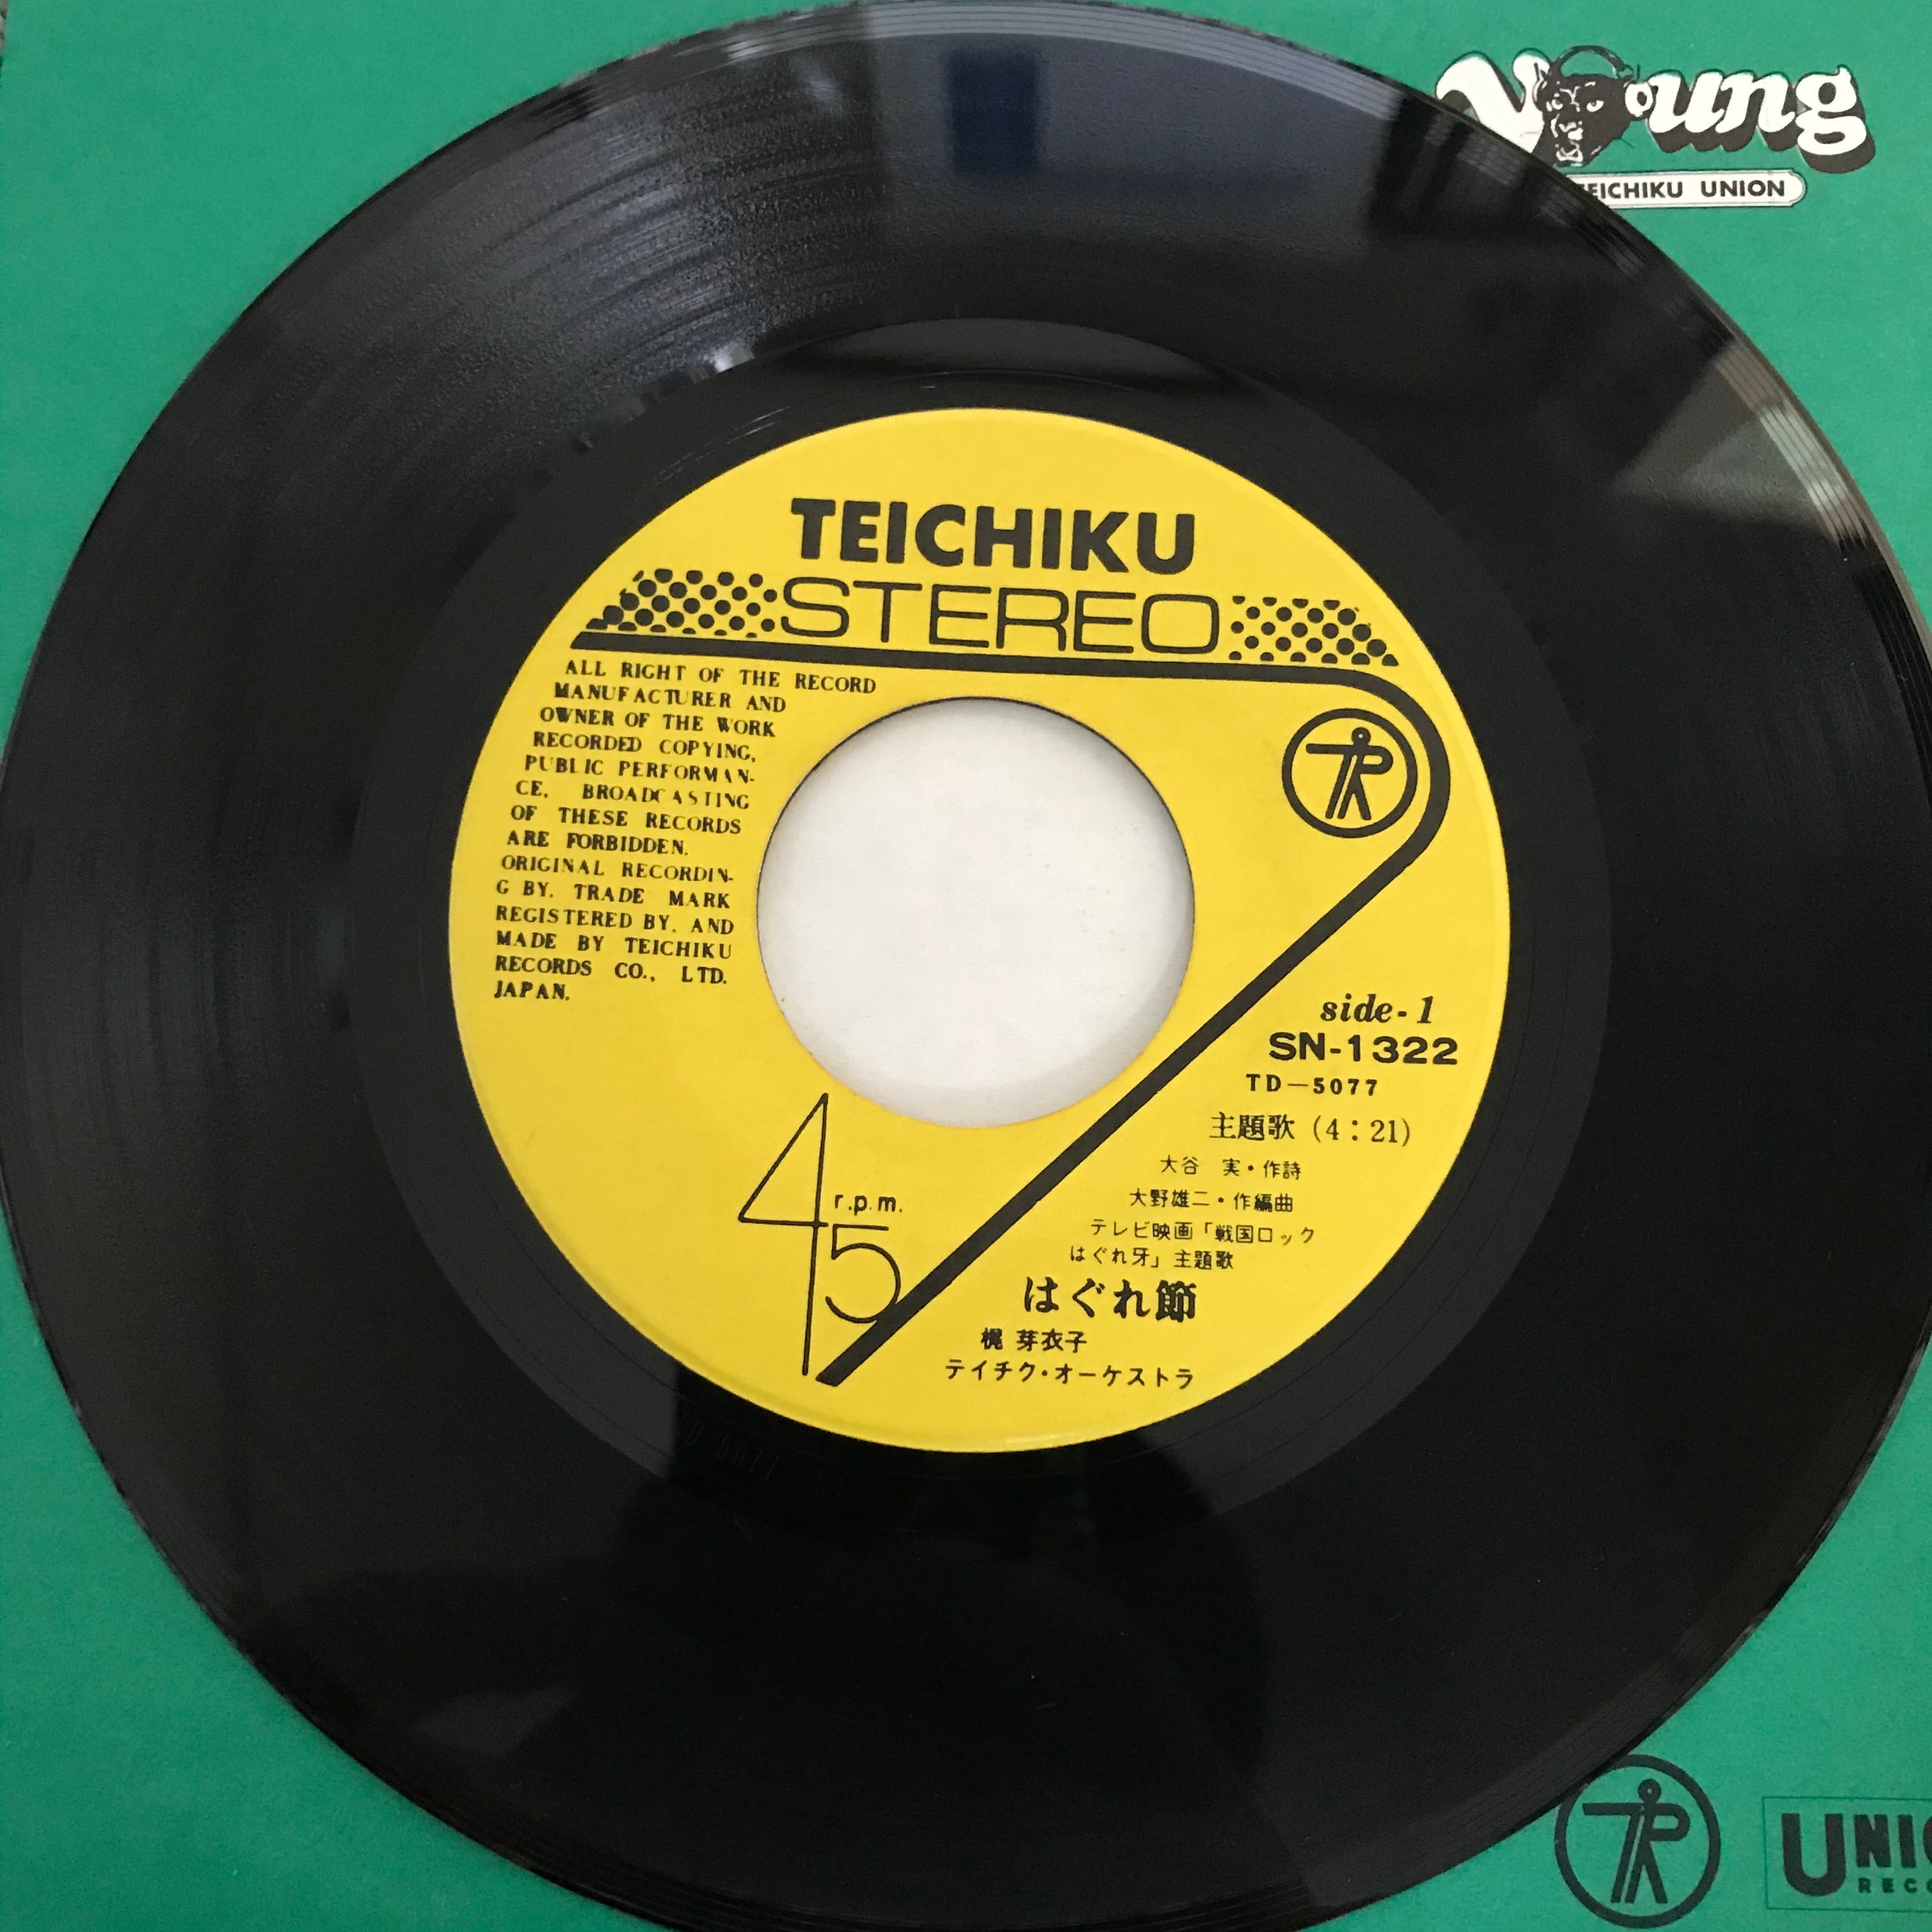 Young
TEICHIKU UNION
TEICHIKU
STEREO
ALL RIGHT OF THE RECORD
MANUFACTURER AND
OWNER OF THE WORK
RECORDED COPYING,
PUBLIC PERFORMAN-
CE, BROADCASTING
OF THESE RECORDS
ARE FORBIDDEN.
ORIGINAL RECORDIN-
G BY. TRADE MARK
REGISTERED BY. AND
MADE BY TEICHIKU
RECORDS CO., LTD.
JAPAN.
side-1
SN-1322
TD-5077
主題歌 (4:21)
大谷 実・作詩
大野雄二・作編曲
テレビ映画「戦国ロック
はぐれ牙」主題歌
はぐれ節
梶 芽衣子
テイチク・オーケストラ
45 r.p.m.
5077